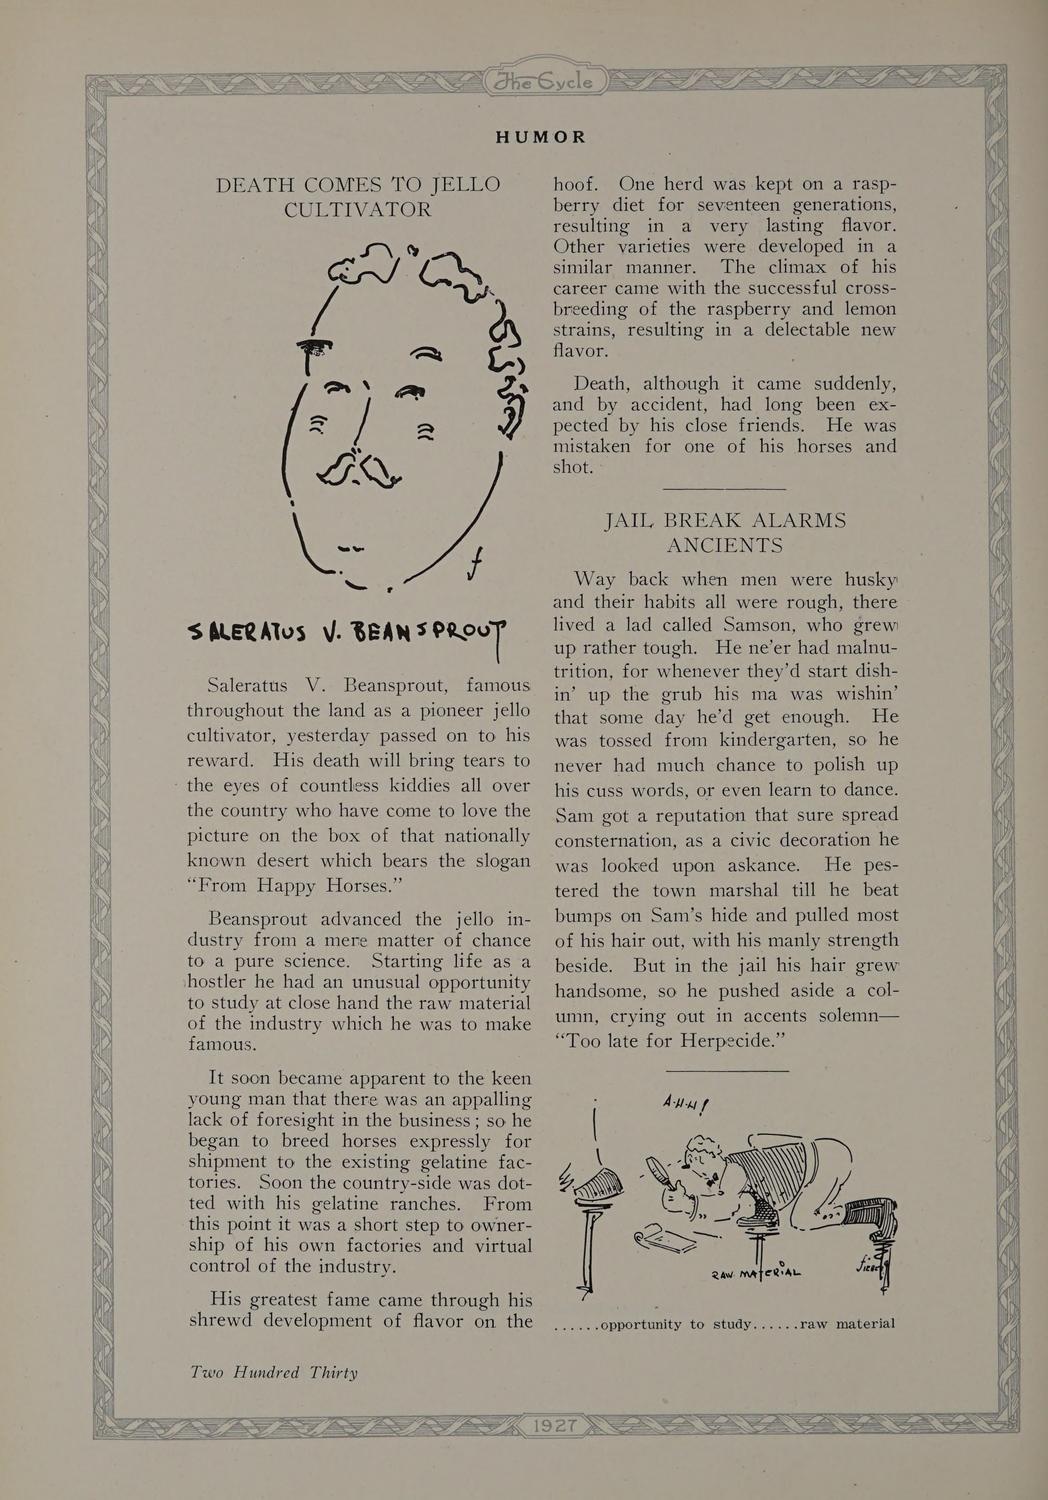 The Cycle
HUMOR
DEATH COMES TO JELLO
CULTIVATOR
f
SALERATUS V. BEANSPROUT
Saleratus V. Beansprout, famous
throughout the land as a pioneer jello
cultivator, yesterday passed on to his
reward. His death will bring tears to
the eyes of countless kiddies all over
the country who have come to love the
picture on the box of that nationally
known desert which bears the slogan
“From Happy Horses.”
Beansprout advanced the jello in-
dustry from a mere matter of chance
to a pure science. Starting life as a
hostler he had an unusual opportunity
to study at close hand the raw material
of the industry which he was to make
famous.
It soon became apparent to the keen
young man that there was an appalling
lack of foresight in the business; so he
began to breed horses expressly for
shipment to the existing gelatine fac-
tories. Soon the country-side was dot-
ted with his gelatine ranches. From
this point it was a short step to owner-
ship of his own factories and virtual
control of the industry.
His greatest fame came through his
shrewd development of flavor on the
hoof. One herd was kept on a rasp-
berry diet for seventeen generations,
resulting in a very lasting flavor.
Other varieties were developed in a
similar manner. The climax of his
career came with the successful cross-
breeding of the raspberry and lemon
strains, resulting in a delectable new
flavor.
Death, although it came suddenly,
and by accident, had long been ex-
pected by his close friends. He was
mistaken for one of his horses and
shot.
JAIL BREAK ALARMS
ANCIENTS
Way back when men were husky
and their habits all were rough, there
lived a lad called Samson, who grew
up rather tough. He ne’er had malnu-
trition, for whenever they’d start dish-
in’ up the grub his ma was wishin’
that some day he’d get enough. He
was tossed from kindergarten, so he
never had much chance to polish up
his cuss words, or even learn to dance.
Sam got a reputation that sure spread
consternation, as a civic decoration he
was looked upon askance. He pes-
tered the town marshal till he beat
bumps on Sam’s hide and pulled most
of his hair out, with his manly strength
beside. But in the jail his hair grew
handsome, so he pushed aside a col-
umn, crying out in accents solemn—
“Too late for Herpecide.”
AHH!
RAW MATERIAL
......opportunity to study......raw material
Two Hundred Thirty
1927